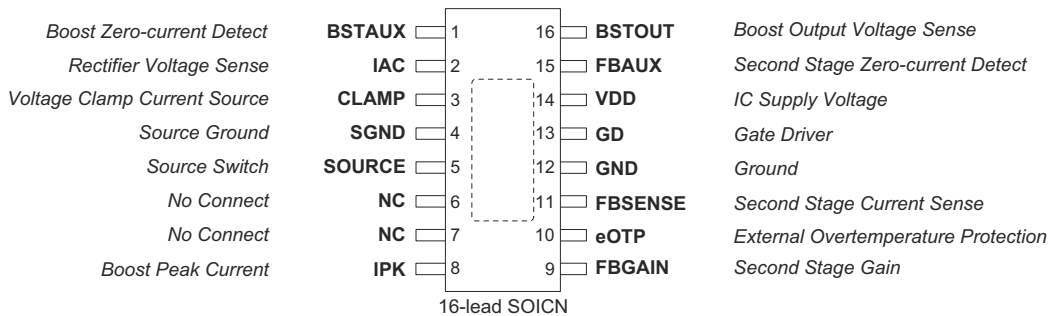 Boost Zero-current Detect BSTAUX 1 16 BSTOUT Boost Output Voltage Sense
Rectifier Voltage Sense IAC 2 15 FBAUX Second Stage Zero-current Detect
Voltage Clamp Current Source CLAMP 3 14 VDD IC Supply Voltage
Source Ground SGND 4 13 GD Gate Driver
Source Switch SOURCE 5 12 GND Ground
No Connect NC 6 11 FBSENSE Second Stage Current Sense
No Connect NC 7 10 eOTP External Overtemperature Protection
Boost Peak Current IPK 8 9 FBGAIN Second Stage Gain
16-lead SOICN